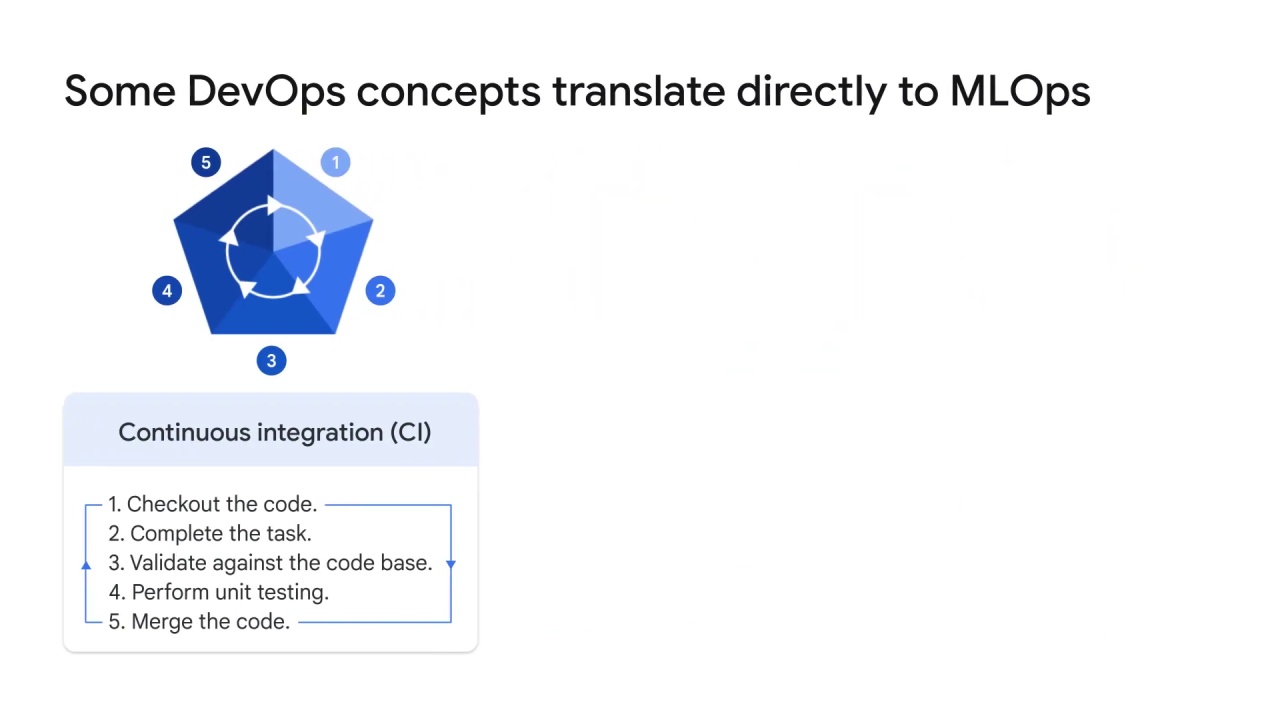 Some DevOps concepts translate directly to MLOps
5
1
4
2
3
Continuous integration (CI)
1. Checkout the code.
2. Complete the task.
3. Validate against the code base.
4. Perform unit testing.
5. Merge the code.